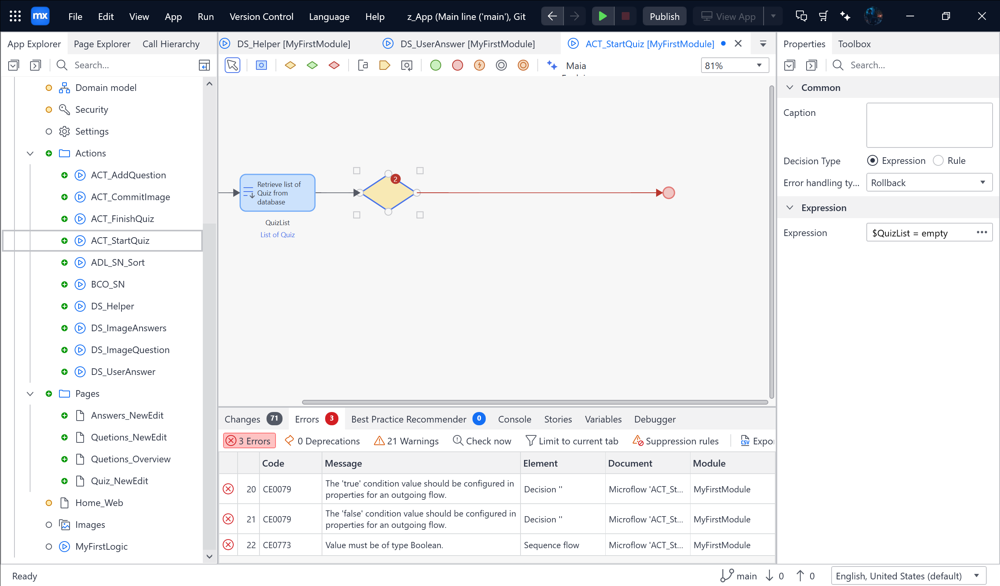 mx File Edit View App Run Version Control Language Help z_App (Main line ('main'), Git Publish View App
App Explorer Page Explorer Call Hierarchy
Search...
Domain model
Security
Settings
Actions
ACT_AddQuestion
ACT_CommitImage
ACT_FinishQuiz
ACT_StartQuiz
ADL_SN_Sort
BCO_SN
DS_Helper
DS_ImageAnswers
DS_ImageQuestion
DS_UserAnswer
Pages
Answers_NewEdit
Quetions_NewEdit
Quetions_Overview
Quiz_NewEdit
Home_Web
Images
MyFirstLogic
DS_Helper [MyFirstModule] DS_UserAnswer [MyFirstModule] ACT_StartQuiz [MyFirstModule]
Maia
81%
Retrieve list of
Quiz from
database
QuizList
List of Quiz
2
Changes 71 Errors 3 Best Practice Recommender 0 Console Stories Variables Debugger
3 Errors 0 Deprecations 21 Warnings Check now Limit to current tab Suppression rules CSV Expor
Code Message Element Document Module
20 CE0079 The 'true' condition value should be configured in properties for an outgoing flow. Decision '' Microflow 'ACT_St... MyFirstModule
21 CE0079 The 'false' condition value should be configured in properties for an outgoing flow. Decision '' Microflow 'ACT_St... MyFirstModule
22 CE0773 Value must be of type Boolean. Sequence flow Microflow 'ACT_St... MyFirstModule
Properties Toolbox
Search...
Common
Caption
Decision Type Expression Rule
Error handling ty... Rollback
Expression
Expression $QuizList = empty
Ready main 0 0 English, United States (default)